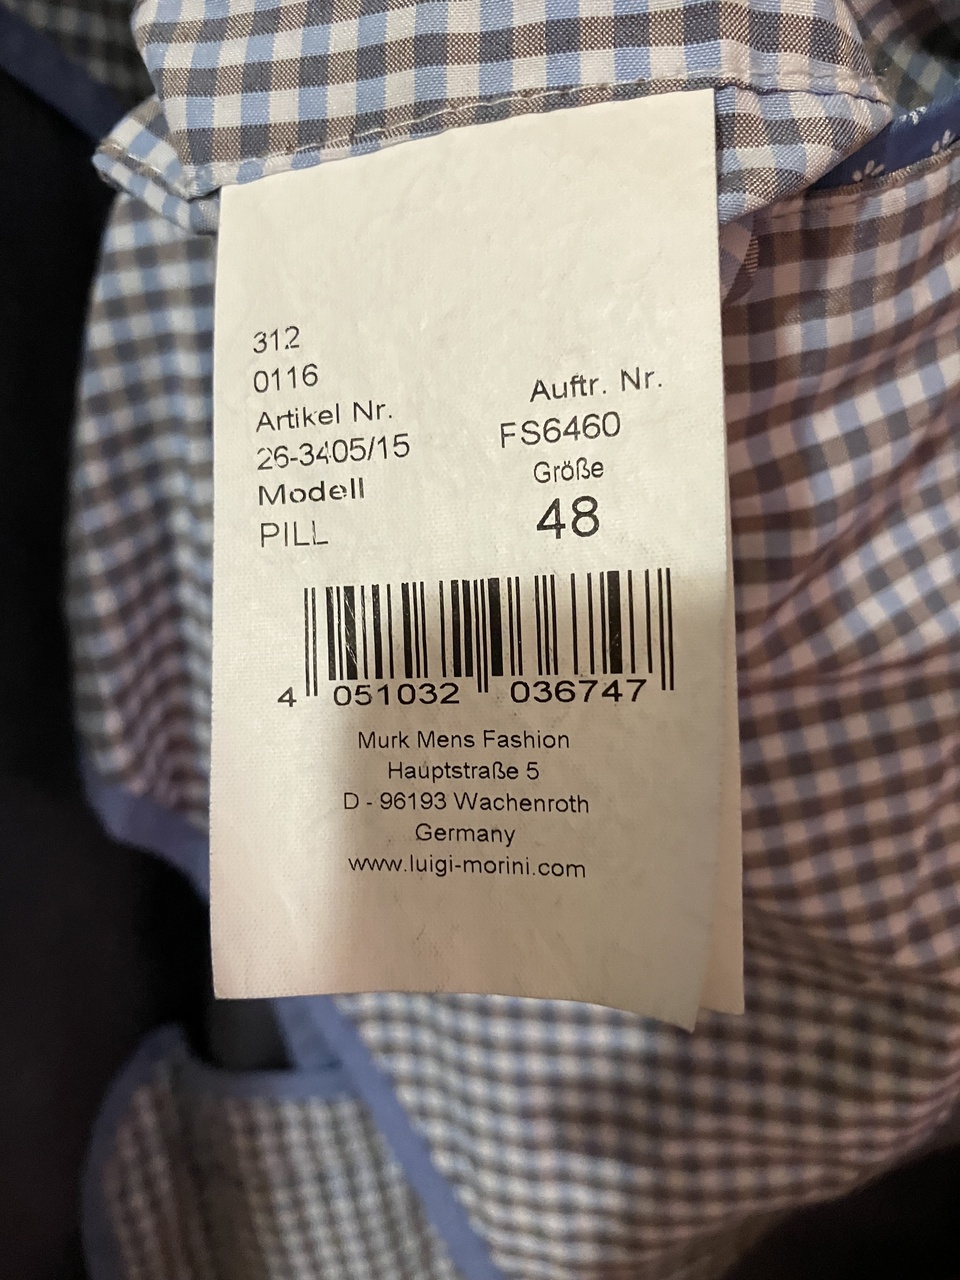 312
0116
Artikel Nr.
26-3405/15
Modell
PILL
Auftr. Nr.
FS6460
Größe
48
4 051032 036747
Murk Mens Fashion
Hauptstraße 5
D - 96193 Wachenroth
Germany
www.luigi-morini.com